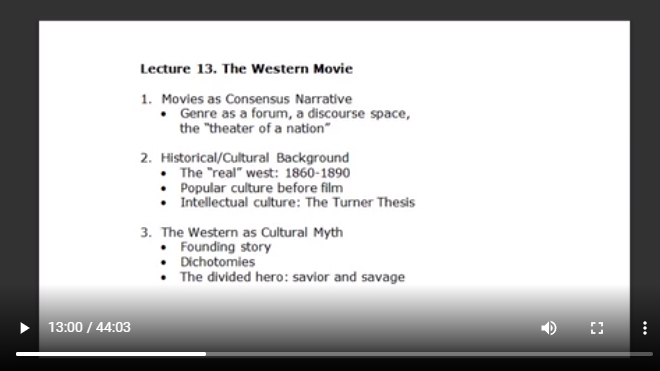 Lecture 13. The Western Movie
1. Movies as Consensus Narrative
• Genre as a forum, a discourse space,
the "theater of a nation"
2. Historical/Cultural Background
• The "real" west: 1860-1890
• Popular culture before film
• Intellectual culture: The Turner Thesis
3. The Western as Cultural Myth
• Founding story
• Dichotomies
• The divided hero: savior and savage
13:00 / 44:03